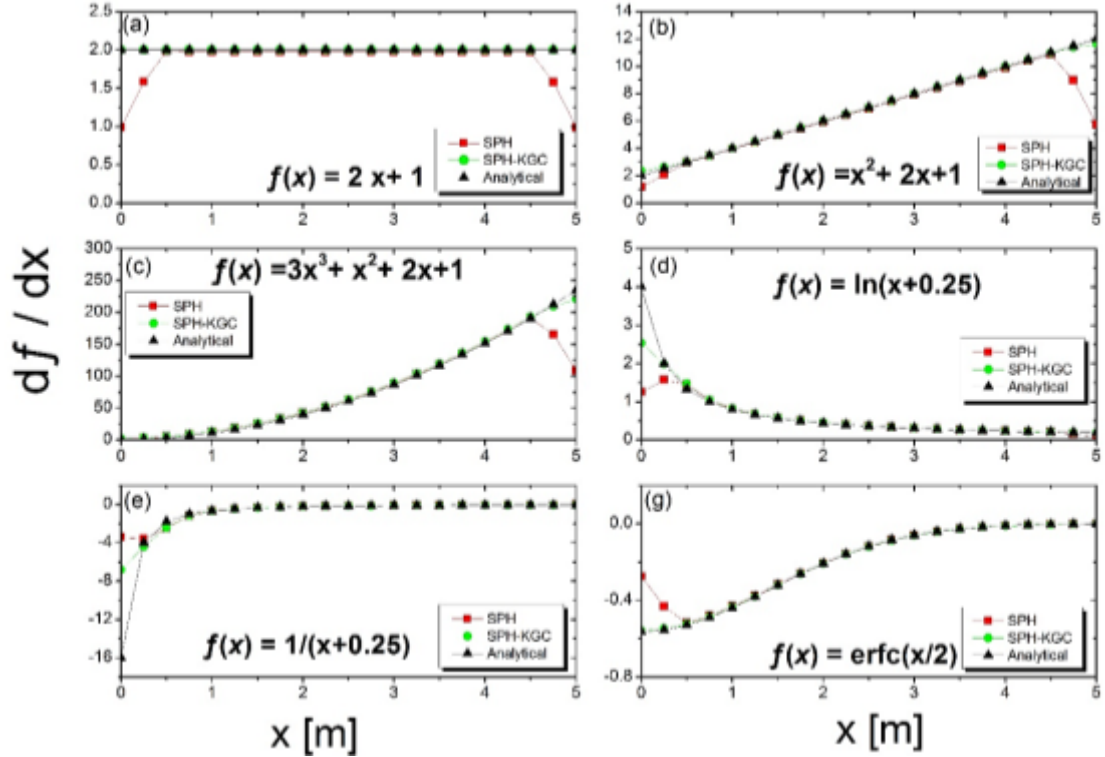 (a)
2.5
2.0
1.5
1.0
0.5
0.0
0 1 2 3 4 5
SPH
SPH-KGC
Analytical
f(x) = 2 x+ 1
(b)
14
12
10
8
6
4
2
0
0 1 2 3 4 5
SPH
SPH-KGC
Analytical
f(x) =x²+ 2x+1
df / dx
(c)
f(x) =3x³+ x²+ 2x+1
300
250
200
150
100
50
0
0 1 2 3 4 5
SPH
SPH-KGC
Analytical
(d)
f(x) = ln(x+0.25)
5
4
3
2
1
0
0 1 2 3 4 5
SPH
SPH-KGC
Analytical
(e)
0
-4
-8
-12
-16
0 1 2 3 4 5
SPH
SPH-KGC
Analytical
f(x) = 1/(x+0.25)
x [m]
(g)
0.0
-0.4
-0.8
0 1 2 3 4 5
SPH
SPH-KGC
Analytical
f(x) = erfc(x/2)
x [m]